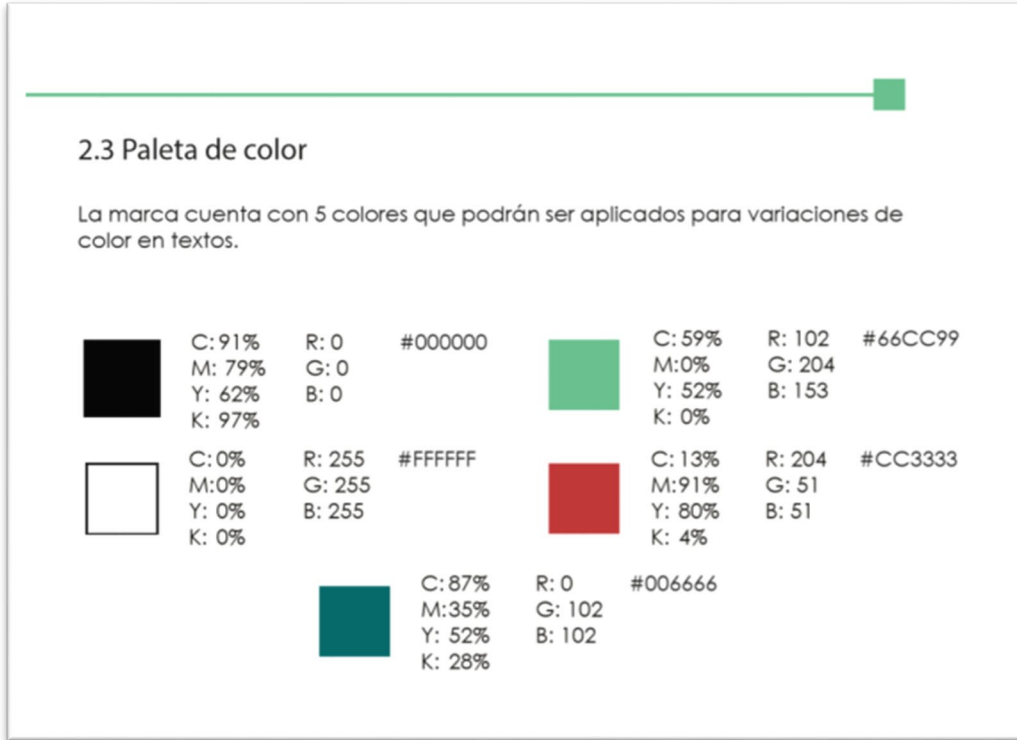 2.3 Paleta de color
La marca cuenta con 5 colores que podrán ser aplicados para variaciones de
color en textos.
C: 91% R: 0 #000000
M: 79% G: 0
Y: 62% B: 0
K: 97%
C: 59% R: 102 #66CC99
M:0% G: 204
Y: 52% B: 153
K: 0%
C: 0% R: 255 #FFFFFF
M:0% G: 255
Y: 0% B: 255
K: 0%
C: 13% R: 204 #CC3333
M:91% G: 51
Y: 80% B: 51
K: 4%
C: 87% R: 0 #006666
M:35% G: 102
Y: 52% B: 102
K: 28%